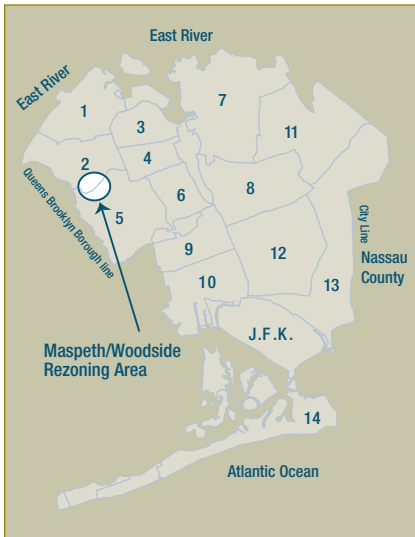 East River
East River
7
1
3
11
4
2
8
6
5
Queens Brooklyn Borough line
City Line
9
12
Nassau
County
10
13
J.F.K.
Maspeth/Woodside
Rezoning Area
14
Atlantic Ocean